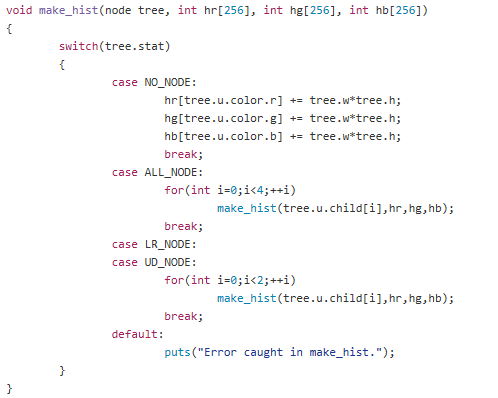 void make_hist(node tree, int hr[256], int hg[256], int hb[256])
{
        switch(tree.stat)
        {
                case NO_NODE:
                        hr[tree.u.color.r] += tree.w*tree.h;
                        hg[tree.u.color.g] += tree.w*tree.h;
                        hb[tree.u.color.b] += tree.w*tree.h;
                        break;
                case ALL_NODE:
                        for(int i=0;i<4;++i)
                                make_hist(tree.u.child[i],hr,hg,hb);
                        break;
                case LR_NODE:
                case UD_NODE:
                        for(int i=0;i<2;++i)
                                make_hist(tree.u.child[i],hr,hg,hb);
                        break;
                default:
                        puts("Error caught in make_hist.");
        }
}